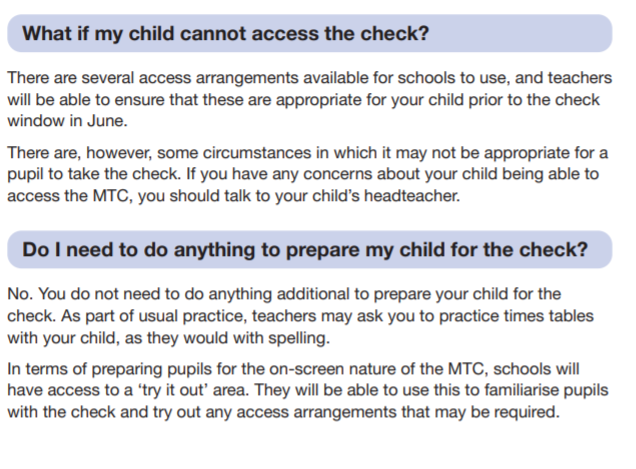 What if my child cannot access the check?
There are several access arrangements available for schools to use, and teachers
will be able to ensure that these are appropriate for your child prior to the check
window in June.
There are, however, some circumstances in which it may not be appropriate for a
pupil to take the check. If you have any concerns about your child being able to
access the MTC, you should talk to your child's headteacher.
Do I need to do anything to prepare my child for the check?
No. You do not need to do anything additional to prepare your child for the
check. As part of usual practice, teachers may ask you to practice times tables
with your child, as they would with spelling.
In terms of preparing pupils for the on-screen nature of the MTC, schools will
have access to a ‘try it out’ area. They will be able to use this to familiarise pupils
with the check and try out any access arrangements that may be required.